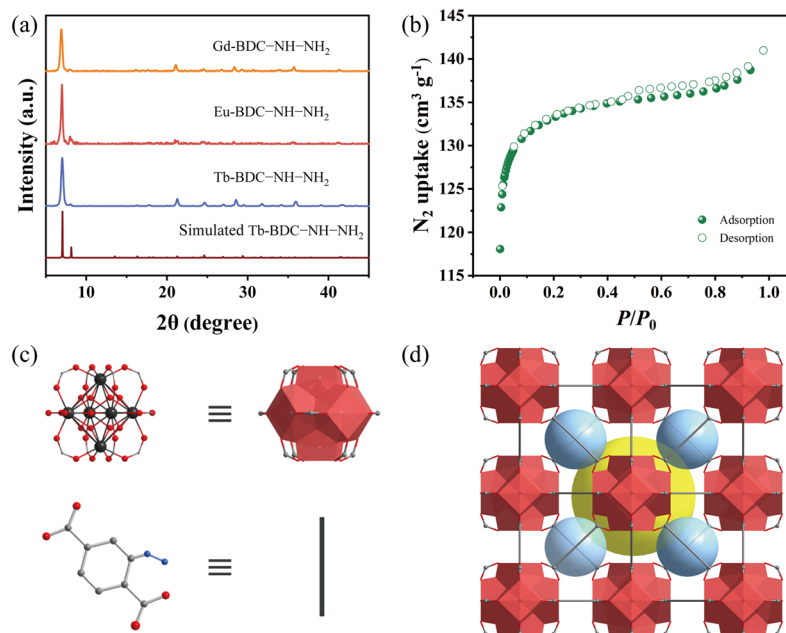 (a)
Gd-BDC−NH−NH₂
Eu-BDC−NH−NH₂
Tb-BDC−NH−NH₂
Simulated Tb-BDC−NH−NH₂
Intensity (a.u.)
10 20 30 40
2θ (degree)
(b)
145
140
135
130
125
120
115
N₂ uptake (cm³ g⁻¹)
Adsorption
Desorption
0.0 0.2 0.4 0.6 0.8 1.0
P/P₀
(c)
≡
≡
(d)